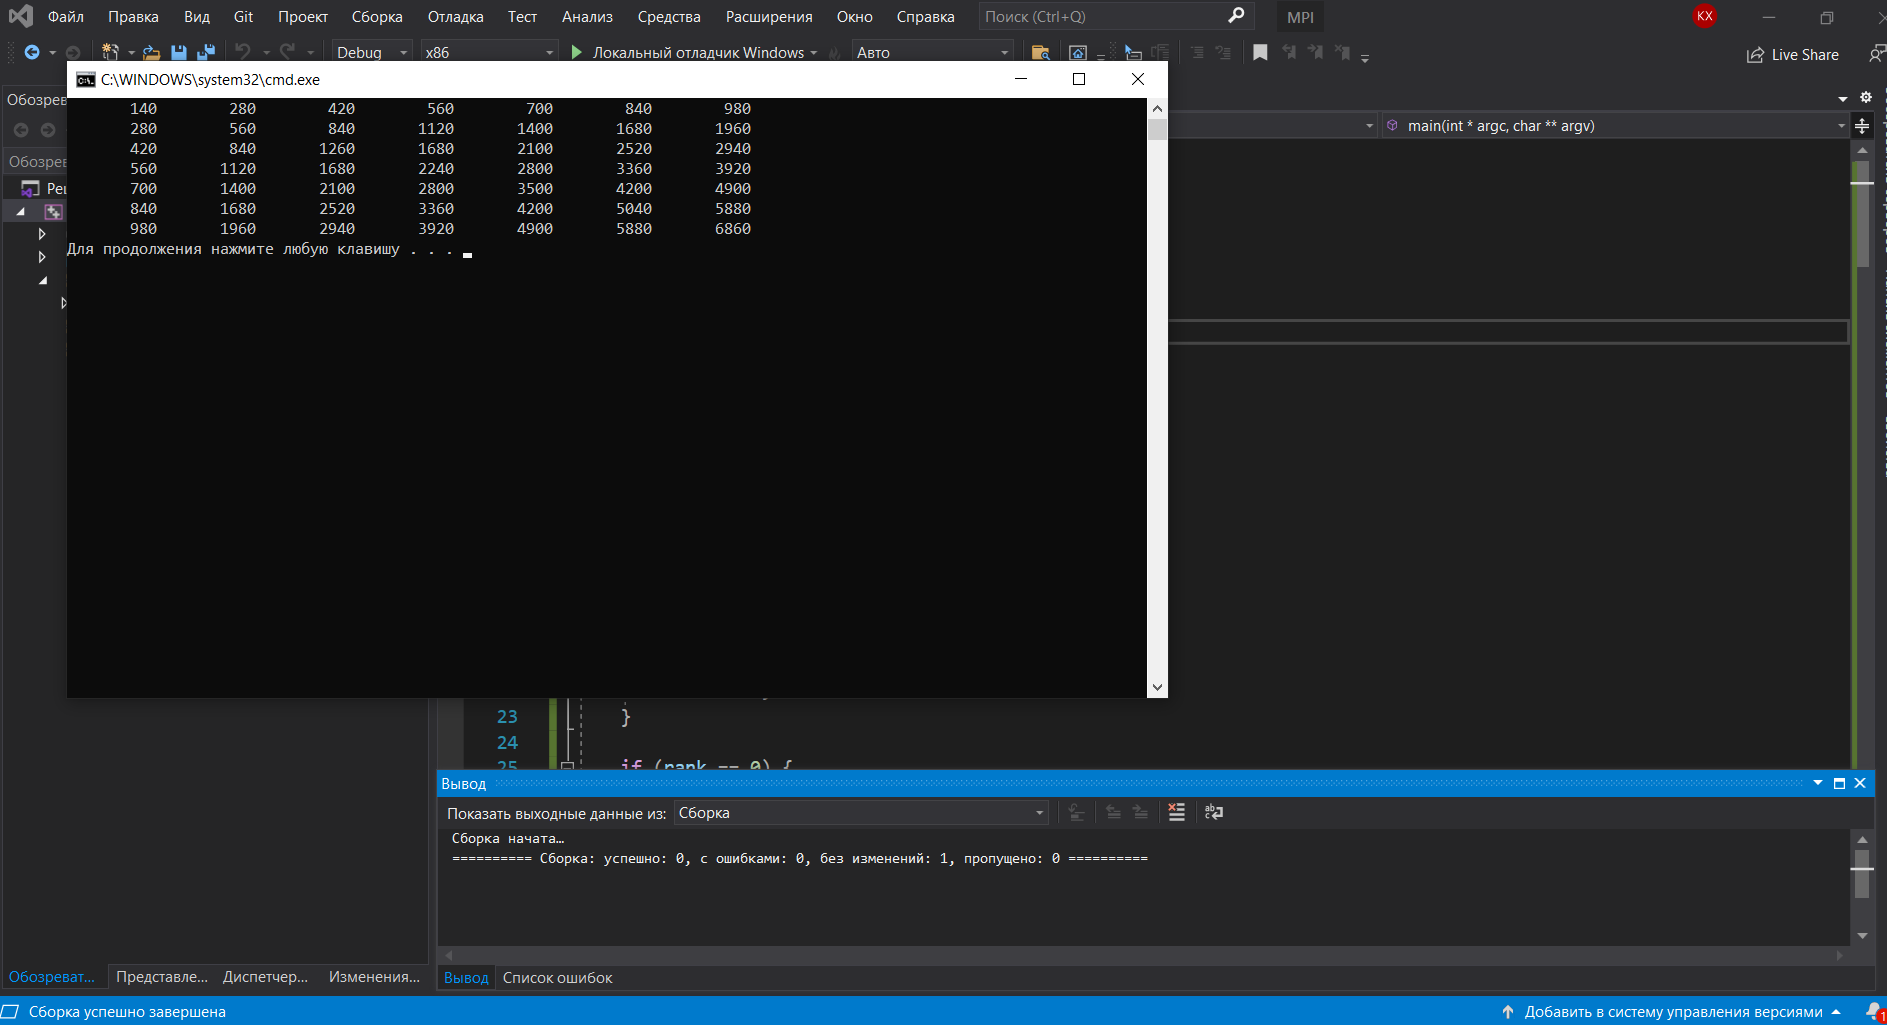 Файл Правка Вид Git Проект Сборка Отладка Тест Анализ Средства Расширения Окно Справка Поиск (Ctrl+Q) MPI KX
Debug x86 Локальный отладчик Windows Авто Live Share
C:\WINDOWS\system32\cmd.exe
Обозрев
main(int * argc, char ** argv)
Обозрев
Реш
140 280 420 560 700 840 980
280 560 840 1120 1400 1680 1960
420 840 1260 1680 2100 2520 2940
560 1120 1680 2240 2800 3360 3920
700 1400 2100 2800 3500 4200 4900
840 1680 2520 3360 4200 5040 5880
980 1960 2940 3920 4900 5880 6860
Для продолжения нажмите любую клавишу . . .
23 }
24
25 if (rank == 0) {
Вывод
Показать выходные данные из: Сборка
Сборка начата…
========== Сборка: успешно: 0, с ошибками: 0, без изменений: 1, пропущено: 0 ==========
Обозреват... Представле... Диспетчер... Изменения... Вывод Список ошибок
Сборка успешно завершена Добавить в систему управления версиями 1